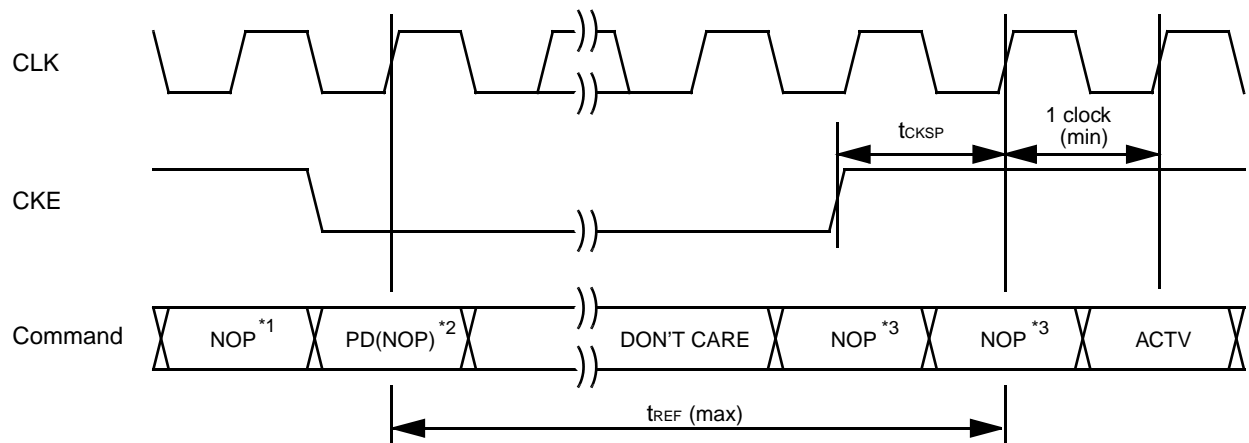 CLK
tCKSP
1 clock
(min)
CKE
Command
NOP *1
PD(NOP) *2
DON'T CARE
NOP *3
NOP *3
ACTV
tREF (max)